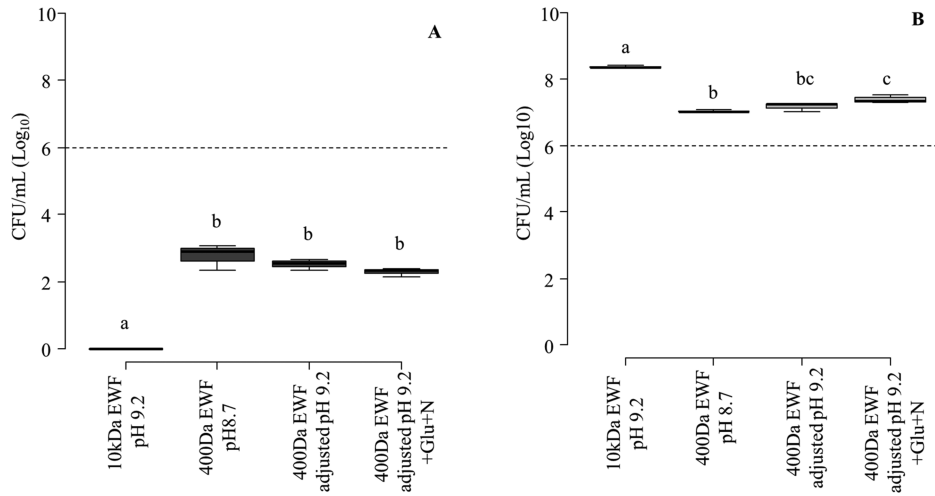 A
CFU/mL (Log10)
10
8
6
4
2
0
a
b
b
b
10kDa EWF
pH 9.2
400Da EWF
pH8.7
400Da EWF
adjusted pH 9.2
400Da EWF
adjusted pH 9.2
+Glu+N
B
CFU/mL (Log10)
10
8
6
4
2
0
a
b
bc
c
10kDa EWF
pH 9.2
400Da EWF
pH 8.7
400Da EWF
adjusted pH 9.2
400Da EWF
adjusted pH 9.2
+Glu+N